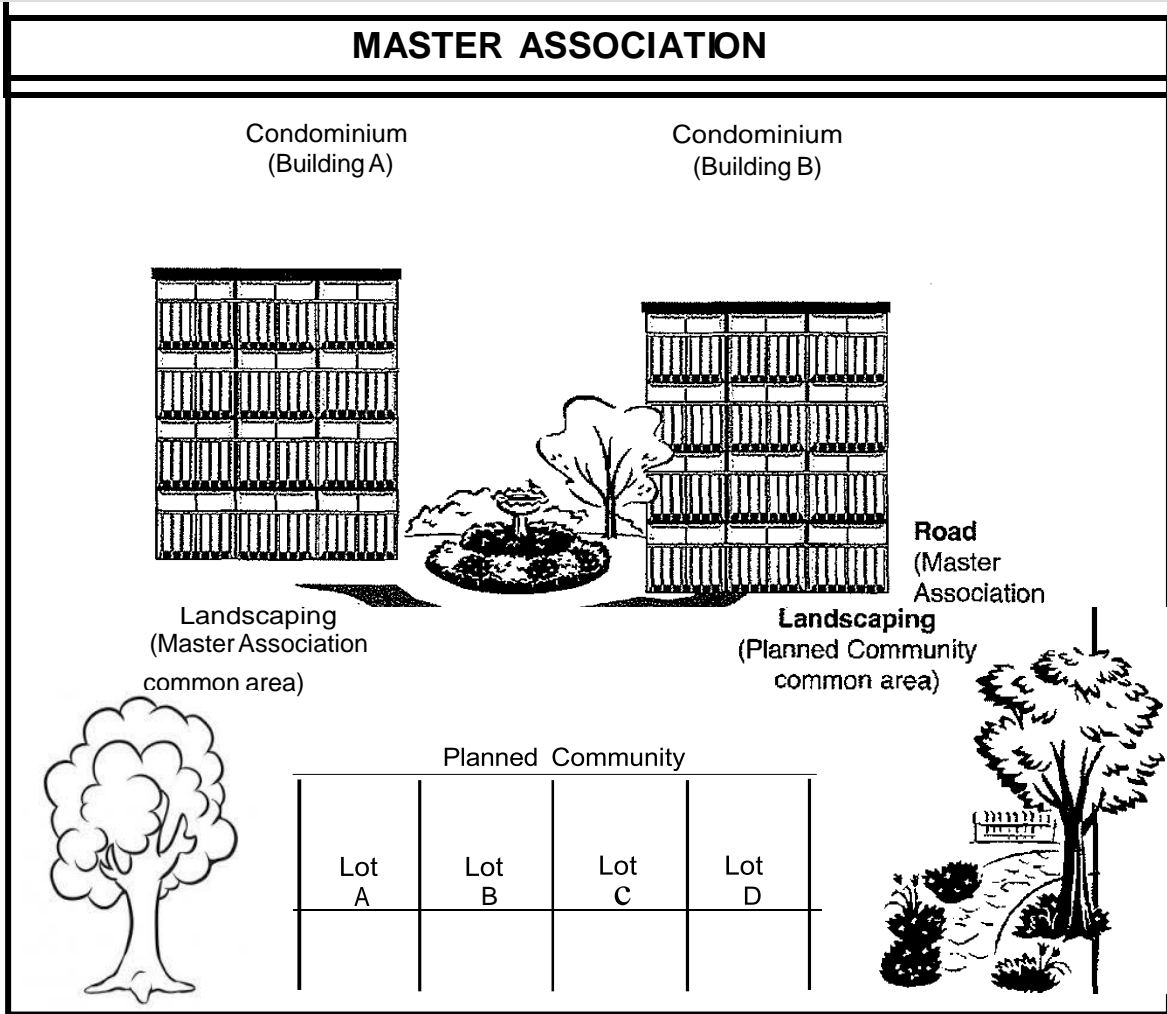 MASTER ASSOCIATION
Condominium
(Building A)
Condominium
(Building B)
Road
(Master
Association
Landscaping
(Master Association
common area)
Landscaping
(Planned Community
common area)
Planned Community
Lot
A
Lot
B
Lot
C
Lot
D